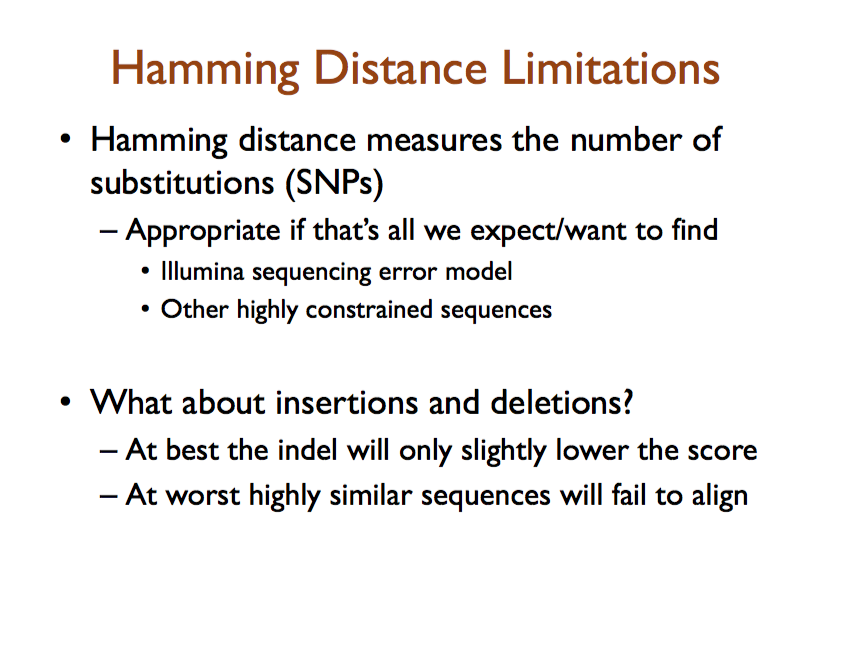 Hamming Distance Limitations
• Hamming distance measures the number of
substitutions (SNPs)
– Appropriate if that’s all we expect/want to find
• Illumina sequencing error model
• Other highly constrained sequences
• What about insertions and deletions?
– At best the indel will only slightly lower the score
– At worst highly similar sequences will fail to align